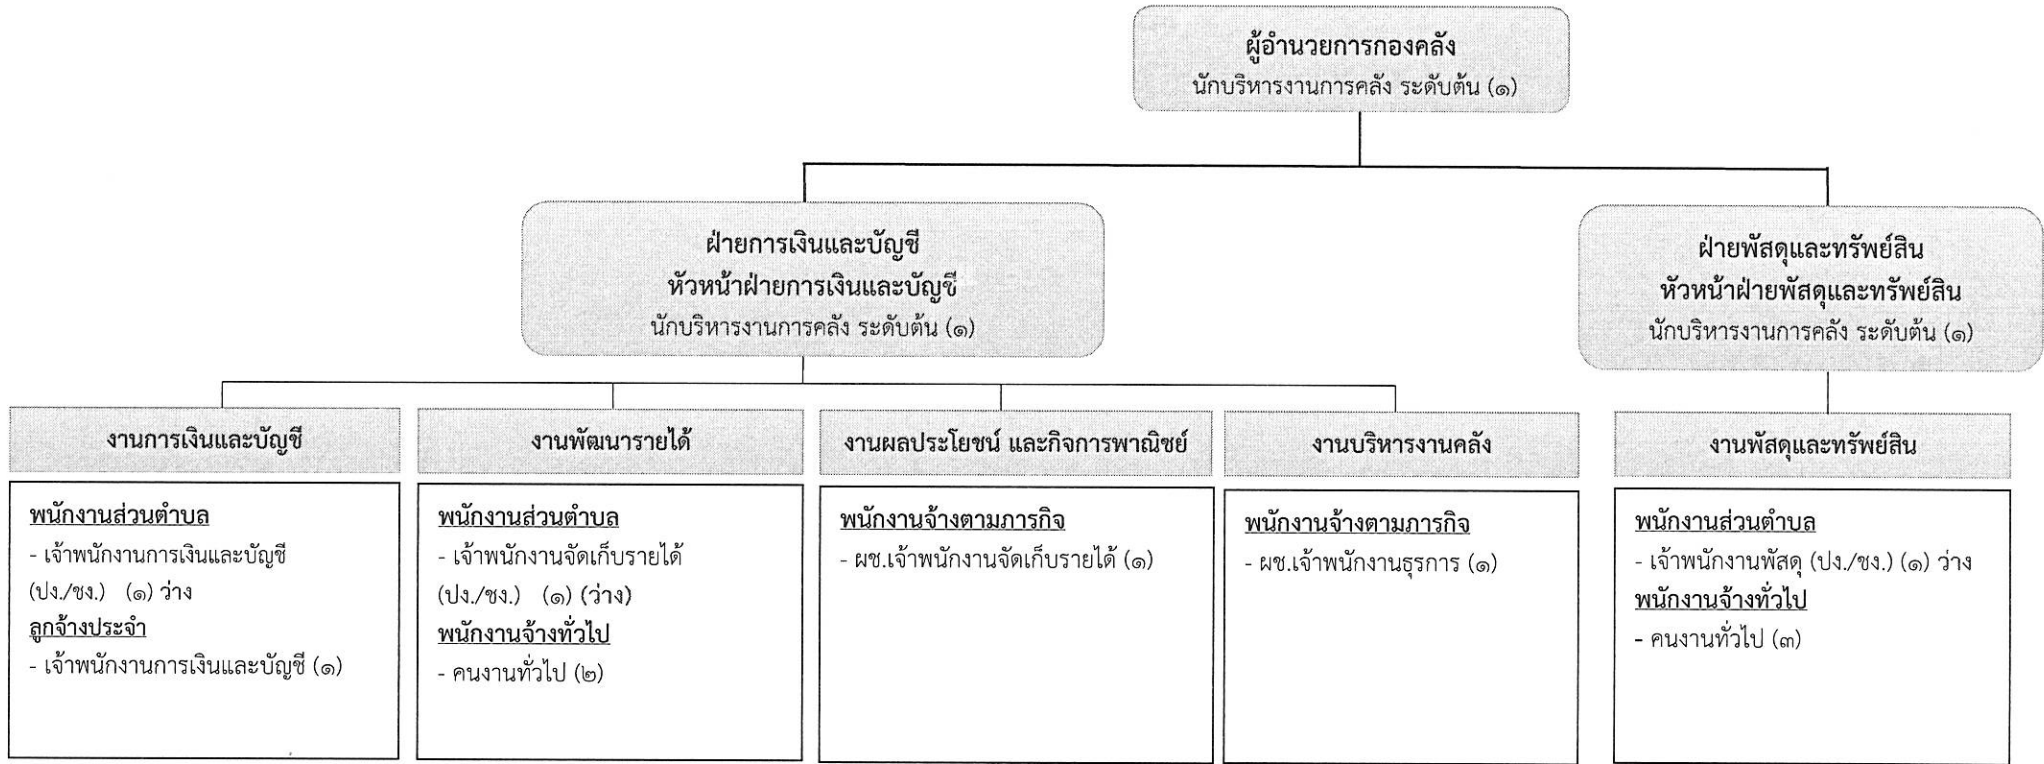 ผู้อำนวยการกองคลัง
นักบริหารงานการคลัง ระดับต้น (๑)
ฝ่ายการเงินและบัญชี
หัวหน้าฝ่ายการเงินและบัญชี
นักบริหารงานการคลัง ระดับต้น (๑)
ฝ่ายพัสดุและทรัพย์สิน
หัวหน้าฝ่ายพัสดุและทรัพย์สิน
นักบริหารงานการคลัง ระดับต้น (๑)
งานการเงินและบัญชี
พนักงานส่วนตำบล
- เจ้าพนักงานการเงินและบัญชี
(ปง./ชง.) (๑) ว่าง
ลูกจ้างประจำ
- เจ้าพนักงานการเงินและบัญชี (๑)
งานพัฒนารายได้
พนักงานส่วนตำบล
- เจ้าพนักงานจัดเก็บรายได้
(ปง./ชง.) (๑) (ว่าง)
พนักงานจ้างทั่วไป
- คนงานทั่วไป (๒)
งานผลประโยชน์ และกิจการพาณิชย์
พนักงานจ้างตามภารกิจ
- ผช.เจ้าพนักงานจัดเก็บรายได้ (๑)
งานบริหารงานคลัง
พนักงานจ้างตามภารกิจ
- ผช.เจ้าพนักงานธุรการ (๑)
งานพัสดุและทรัพย์สิน
พนักงานส่วนตำบล
- เจ้าพนักงานพัสดุ (ปง./ชง.) (๑) ว่าง
พนักงานจ้างทั่วไป
- คนงานทั่วไป (๓)